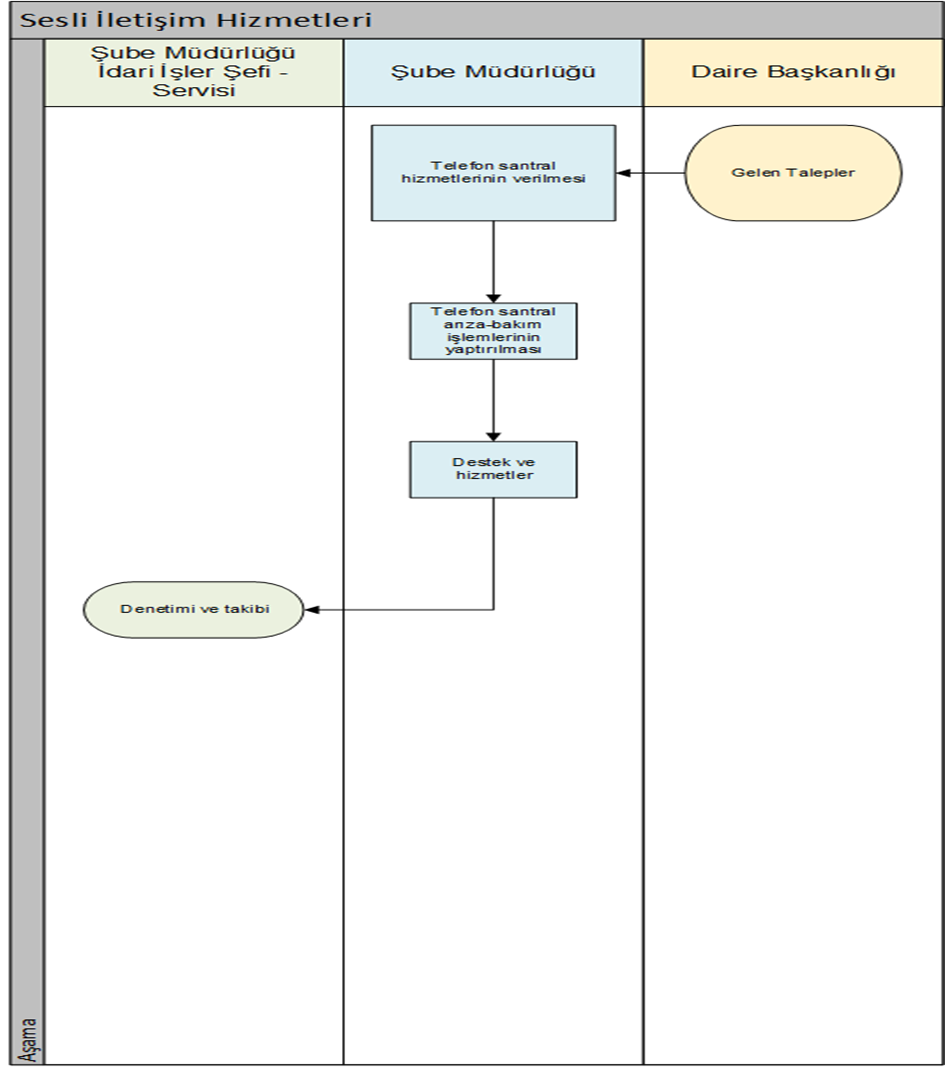 Sesli İletişim Hizmetleri
Şube Müdürlüğü
İdari İşler Şefi -
Servisi
Şube Müdürlüğü
Daire Başkanlığı
Telefon santral
hizmetlerinin verilmesi
Gelen Talepler
Telefon santral
arıza-bakım
işlemlerinin
yaptırılması
Destek ve
hizmetler
Denetimi ve takibi
Aşama